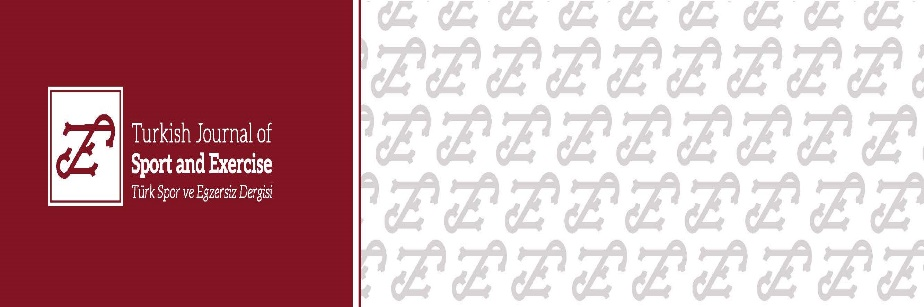 Turkish Journal of
Sport and Exercise
Türk Spor ve Egzersiz Dergisi